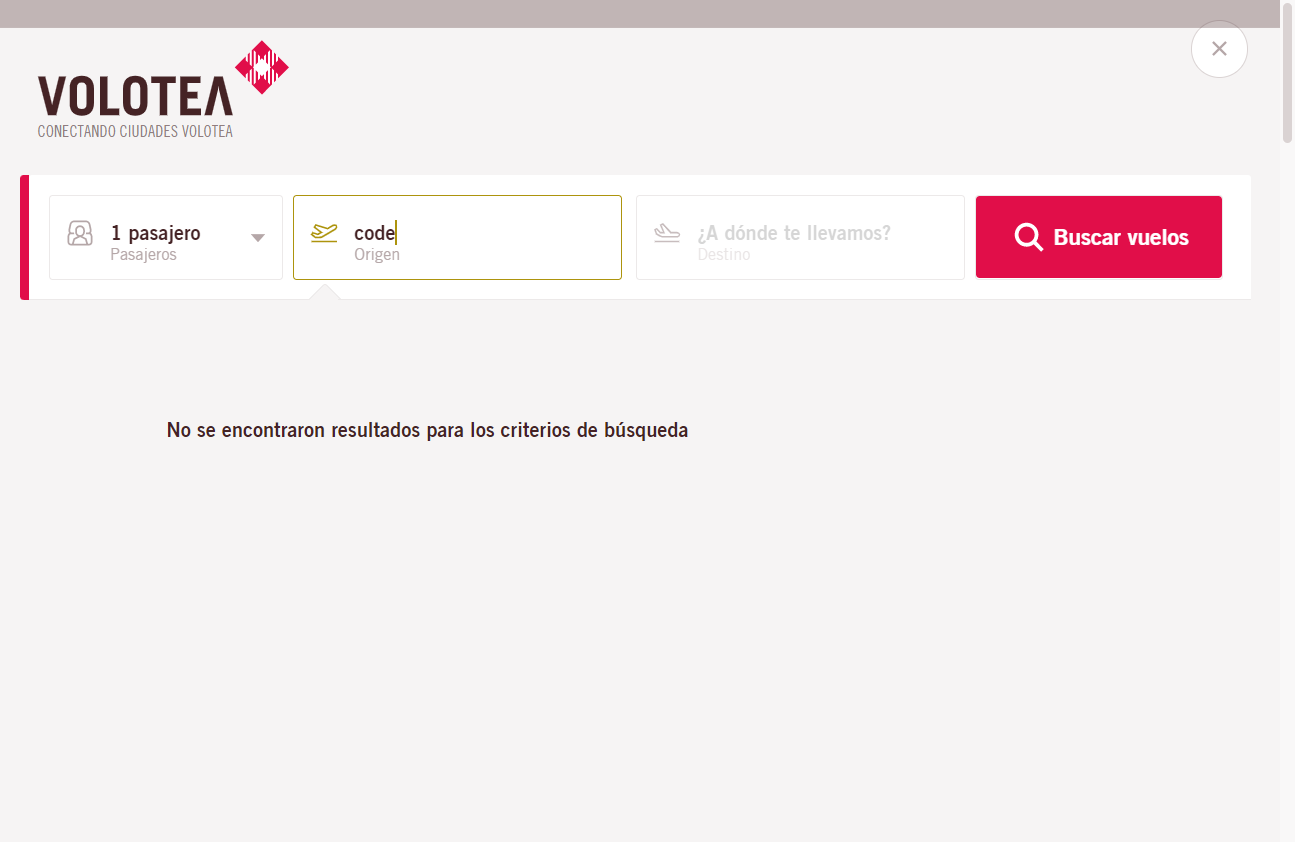 VOLOTEA
CONECTANDO CIUDADES VOLOTEA
1 pasajero
Pasajeros
code
Origen
¿A dónde te llevamos?
Destino
Buscar vuelos
No se encontraron resultados para los criterios de búsqueda